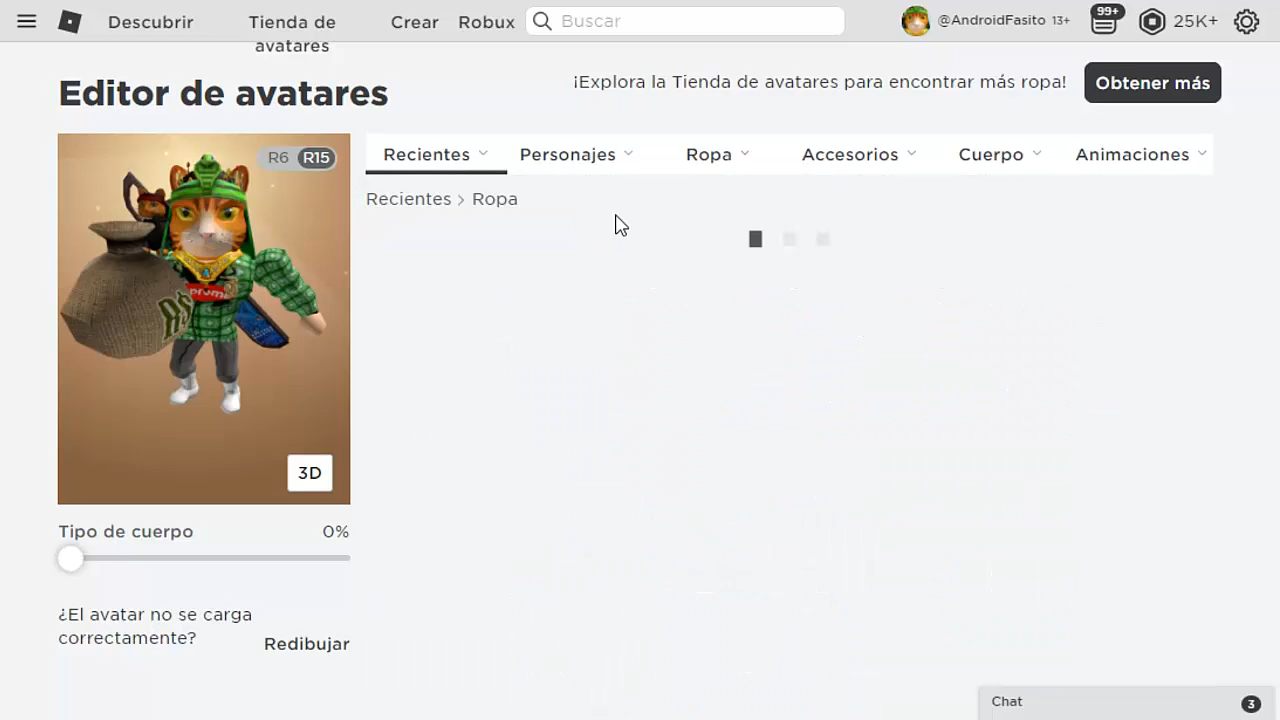 Descubrir
Tienda de
avatares
Crear
Robux
Buscar
@AndroidFasito 13+
99+
25K+
Editor de avatares
¡Explora la Tienda de avatares para encontrar más ropa!
Obtener más
R6 R15
Recientes
Personajes
Ropa
Accesorios
Cuerpo
Animaciones
Recientes > Ropa
R$
3D
Tipo de cuerpo 0%
¿El avatar no se carga
correctamente?
Redibujar
Chat
3